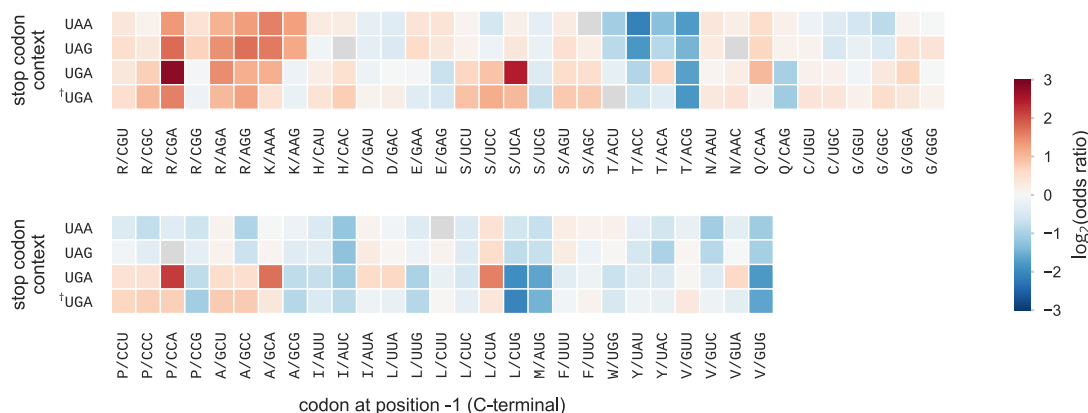 stop codon
context
UAA
UAG
UGA
†UGA
R/CGU R/CGC R/CGA R/CGG R/AGA R/AGG K/AAA K/AAG H/CAU H/CAC D/GAU D/GAC E/GAA E/GAG S/UCU S/UCC S/UCA S/UCG S/AGU S/AGC T/ACU T/ACC T/ACA T/ACG N/AAU N/AAC Q/CAA Q/CAG C/UGU C/UGC G/GGU G/GGC G/GGA G/GGG
stop codon
context
UAA
UAG
UGA
†UGA
P/CCU P/CCC P/CCA P/CCG A/GCU A/GCC A/GCA A/GCG I/AUU I/AUC I/AUA L/UUA L/UUG L/CUU L/CUC L/CUA L/CUG M/AUG F/UUU F/UUC W/UGG Y/UAU Y/UAC V/GUU V/GUC V/GUA V/GUG
codon at position -1 (C-terminal)
3
2
1
0
−1
−2
−3
log₂(odds ratio)